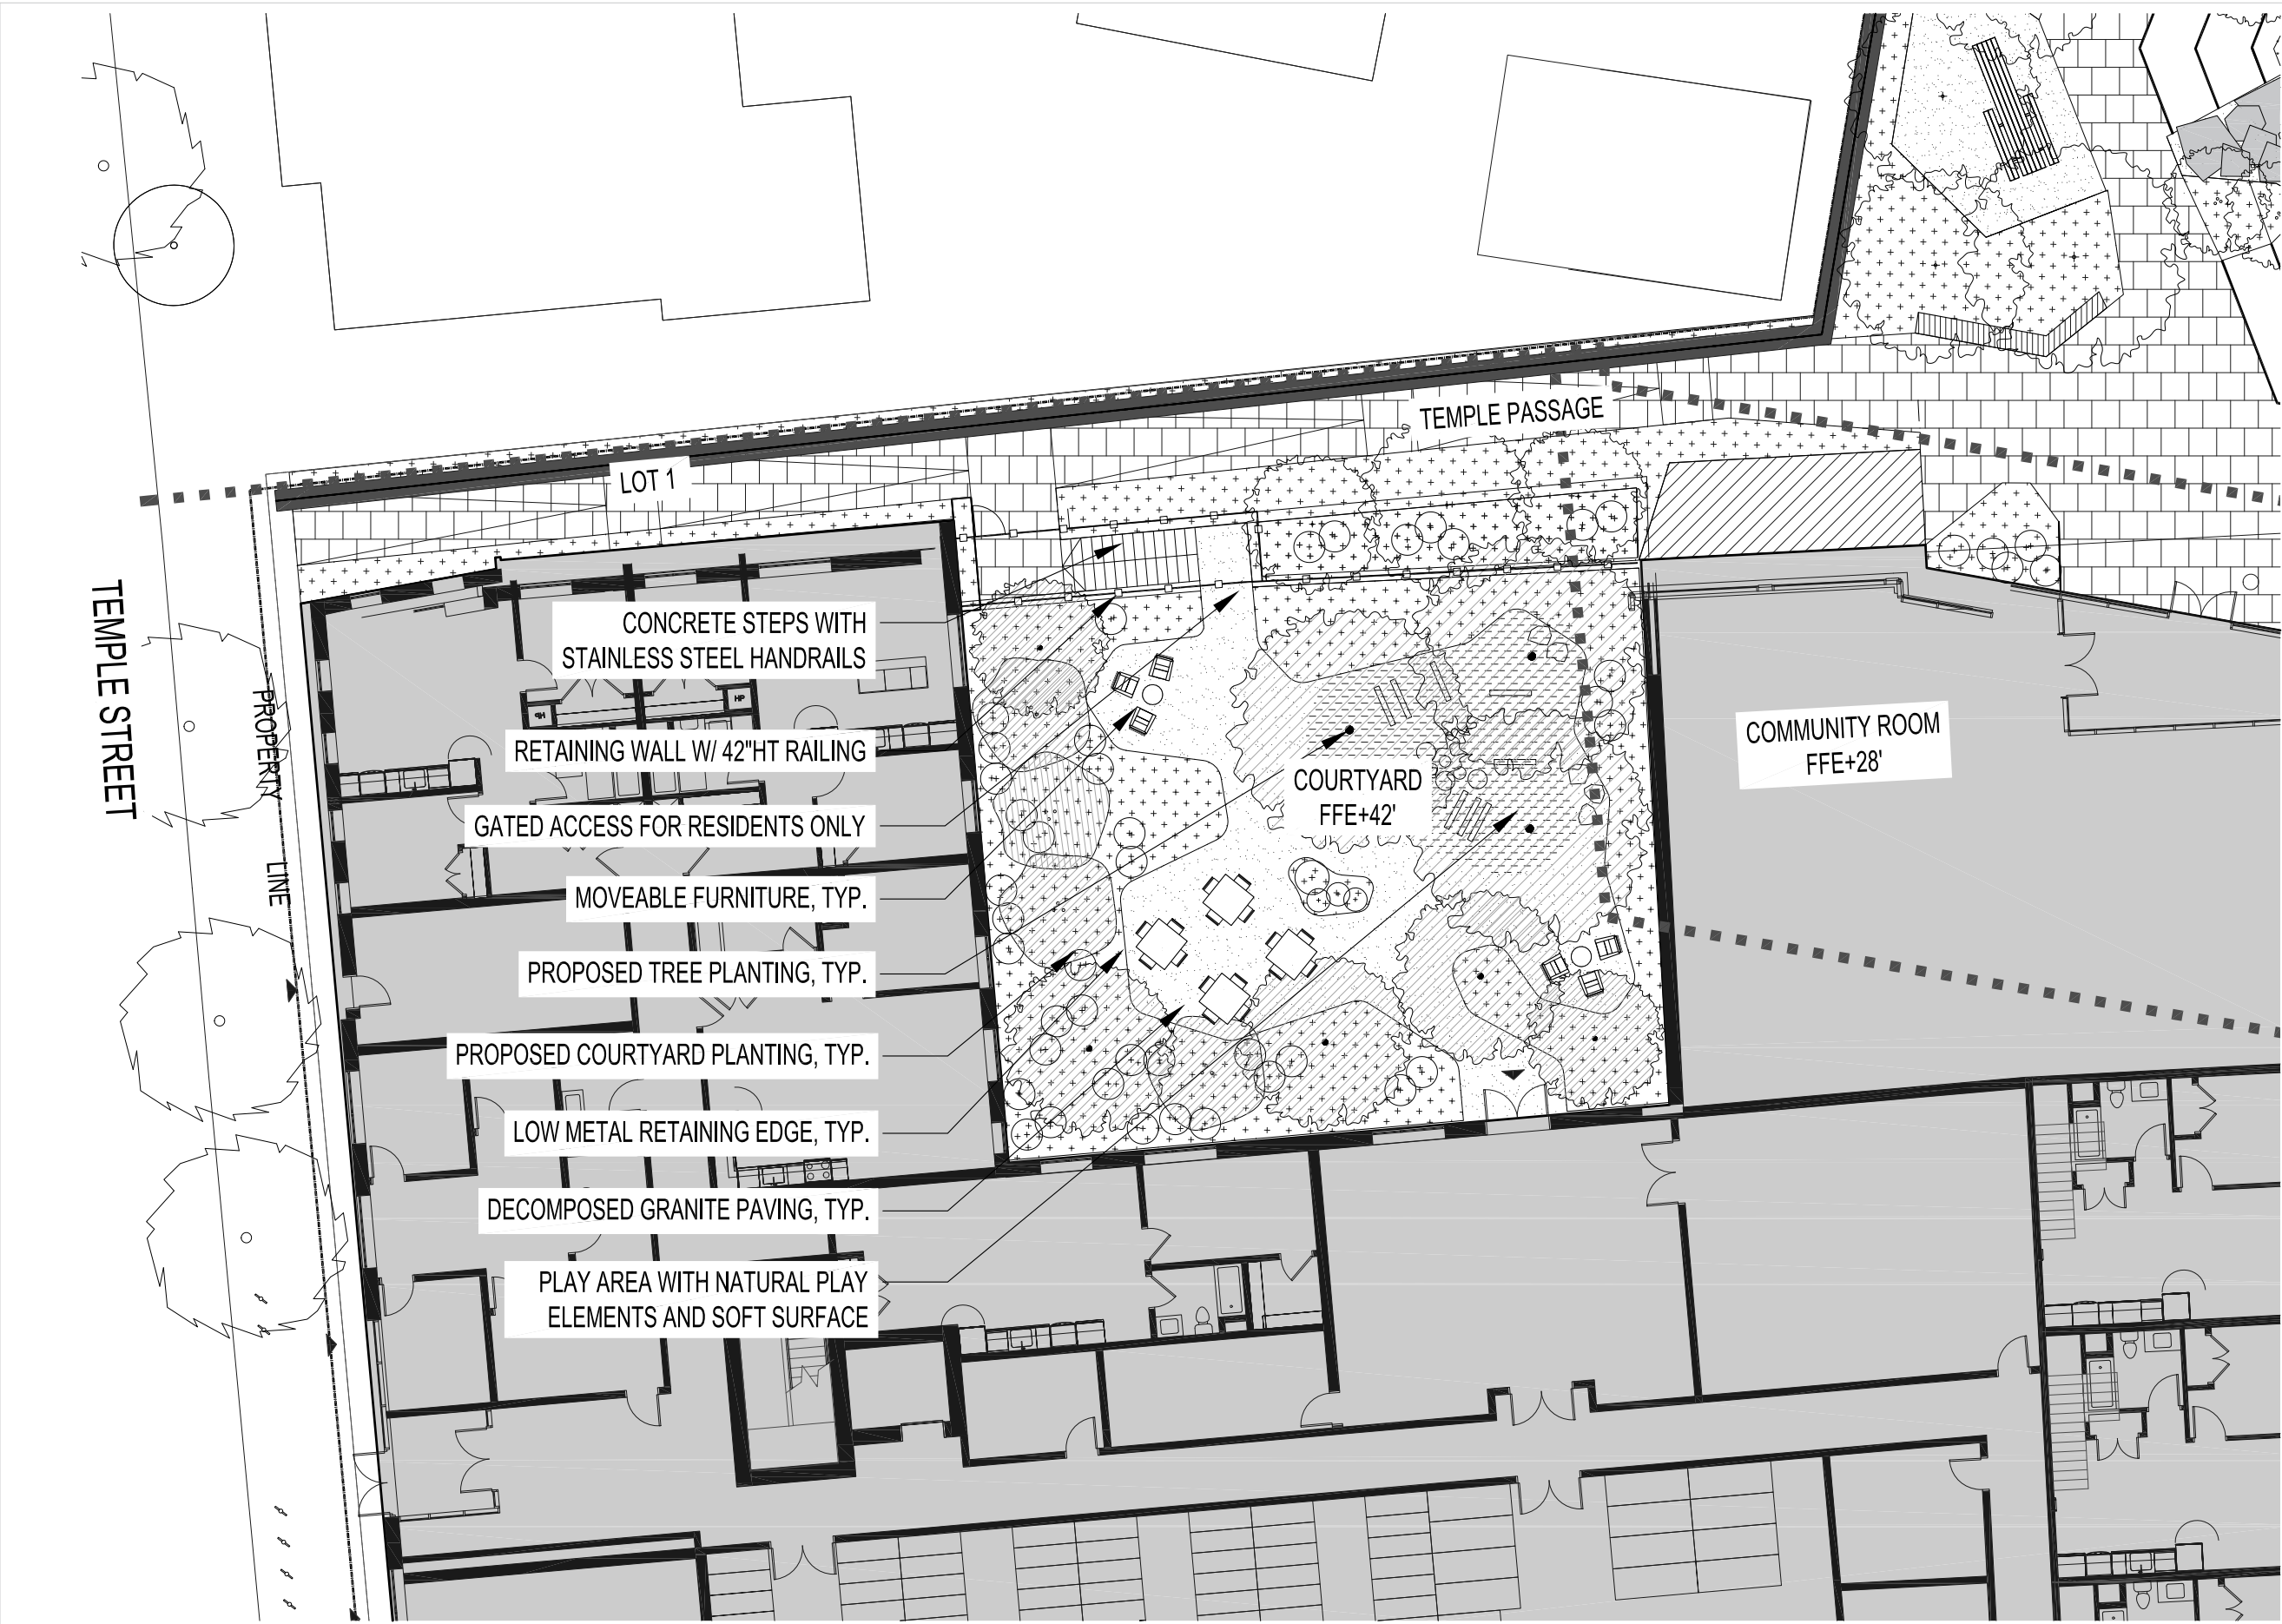 TEMPLE PASSAGE
LOT 1
TEMPLE STREET
PROPERTY
LINE
CONCRETE STEPS WITH
STAINLESS STEEL HANDRAILS
HP
HP
RETAINING WALL W/ 42"HT RAILING
GATED ACCESS FOR RESIDENTS ONLY
MOVEABLE FURNITURE, TYP.
PROPOSED TREE PLANTING, TYP.
PROPOSED COURTYARD PLANTING, TYP.
LOW METAL RETAINING EDGE, TYP.
DECOMPOSED GRANITE PAVING, TYP.
PLAY AREA WITH NATURAL PLAY
ELEMENTS AND SOFT SURFACE
COURTYARD
FFE+42'
COMMUNITY ROOM
FFE+28'